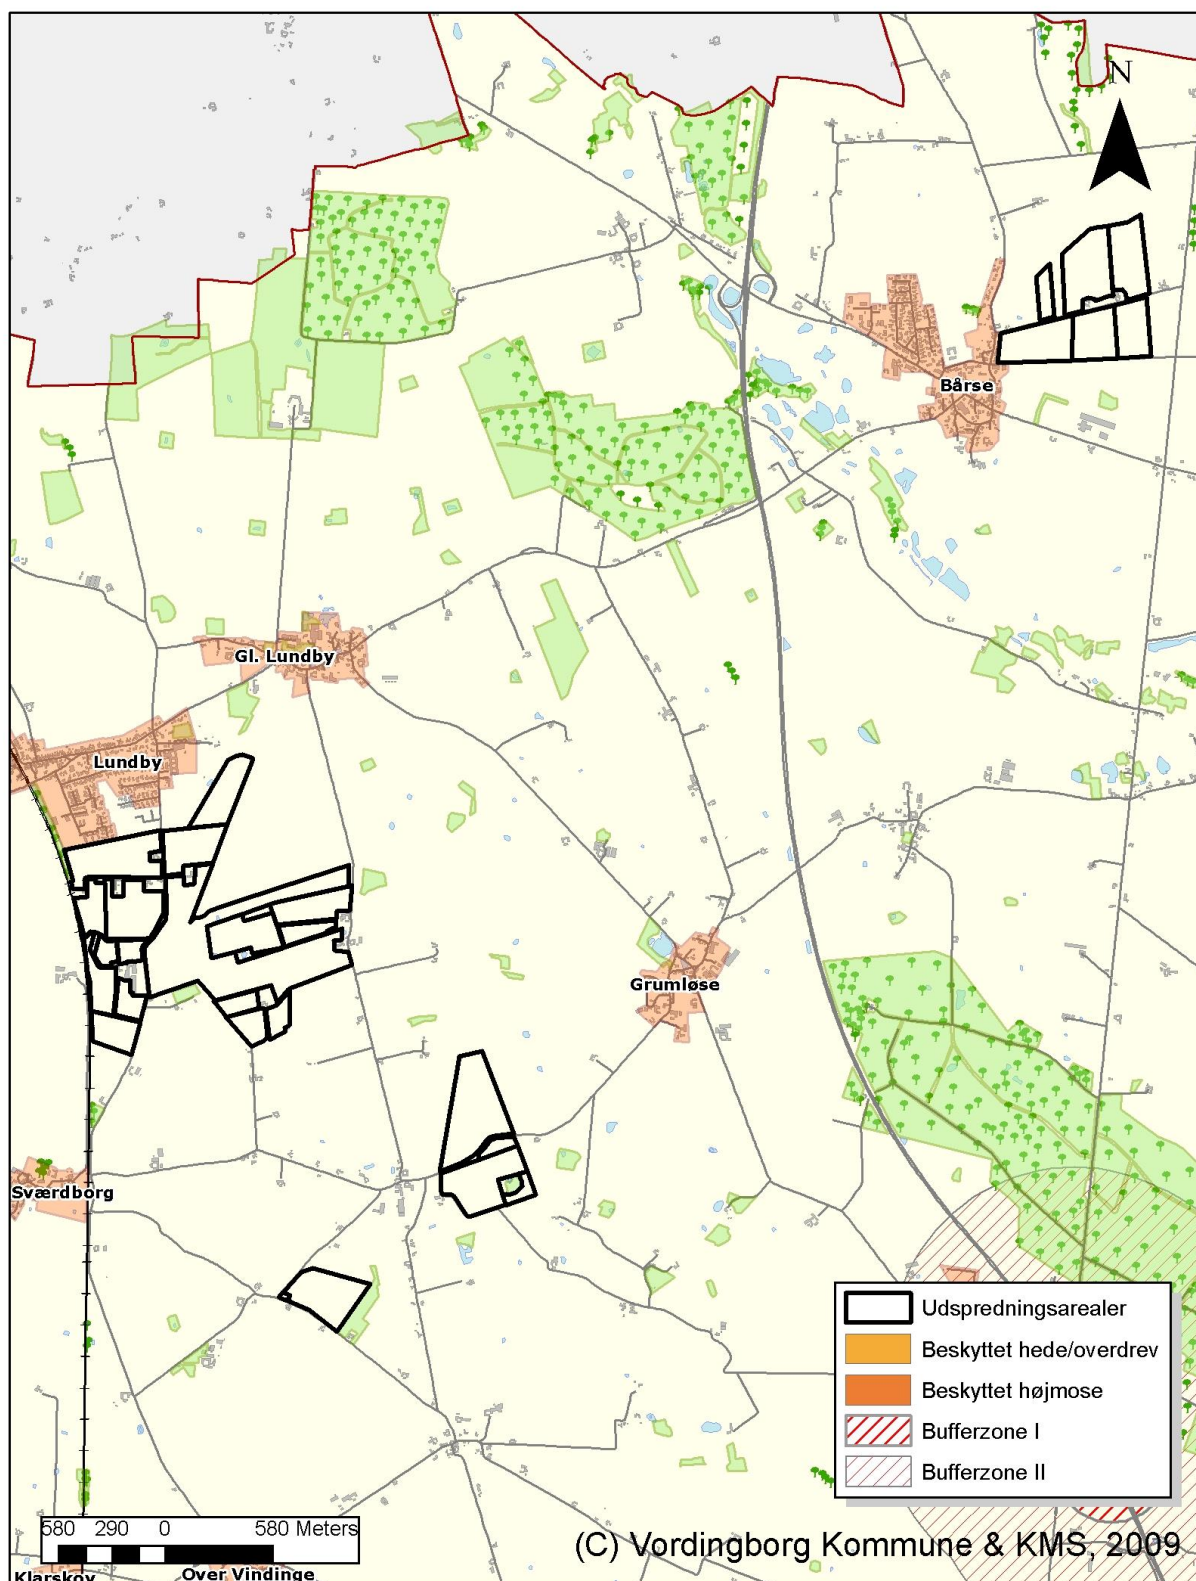 N
Bårse
Gl. Lundby
Lundby
Grumløse
Sværdborg
Udspredningsarealer
Beskyttet hede/overdrev
Beskyttet højmose
Bufferzone I
Bufferzone II
580 290 0 580 Meters
(C) Vordingborg Kommune & KMS, 2009
Klarskov
Over Vindinge